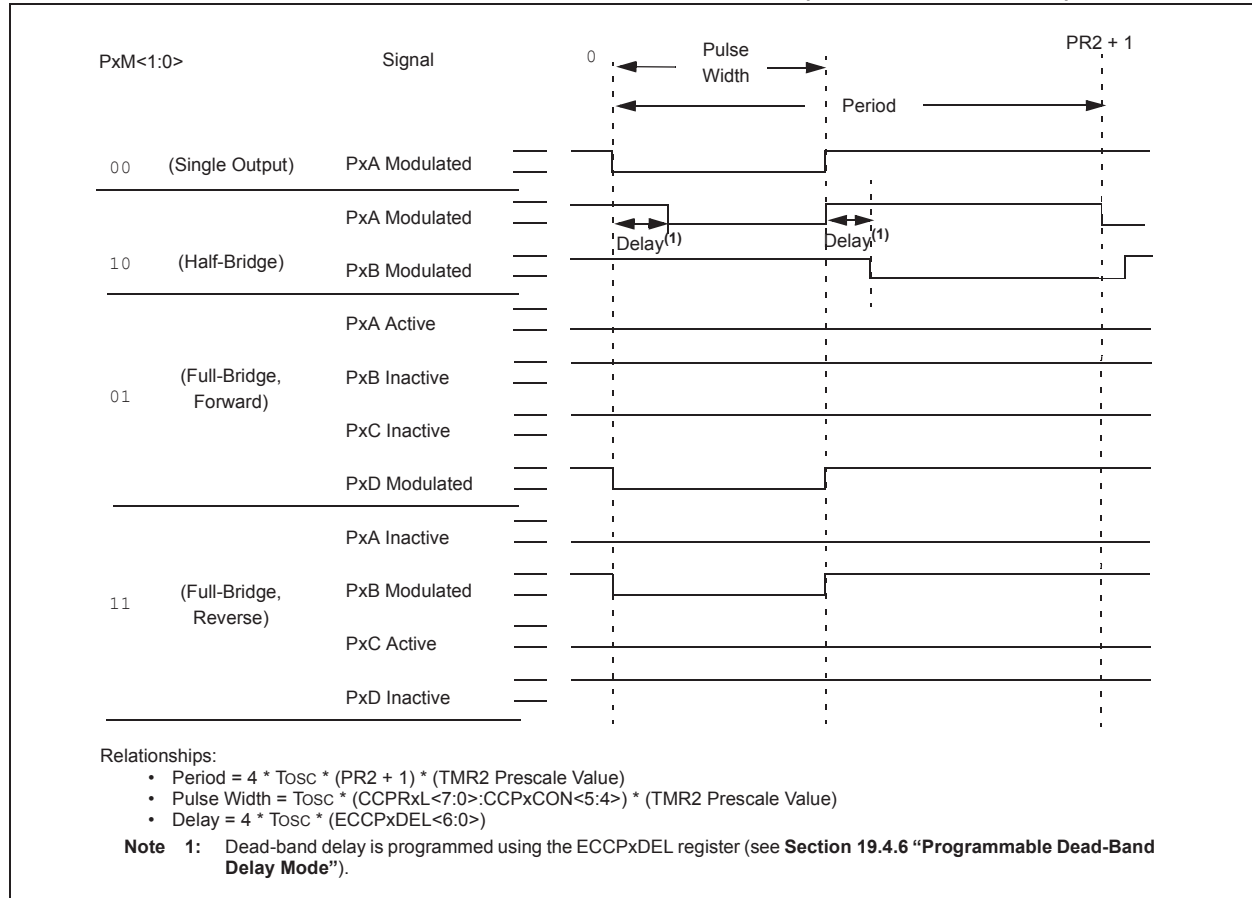 PxM<1:0> Signal 0 Pulse Width PR2 + 1
Period
00 (Single Output) PxA Modulated
PxA Modulated
Delay(1) Delay(1)
10 (Half-Bridge) PxB Modulated
PxA Active
01 (Full-Bridge, Forward) PxB Inactive
PxC Inactive
PxD Modulated
PxA Inactive
11 (Full-Bridge, Reverse) PxB Modulated
PxC Active
PxD Inactive
Relationships:
• Period = 4 * TOSC * (PR2 + 1) * (TMR2 Prescale Value)
• Pulse Width = TOSC * (CCPRxL<7:0>:CCPxCON<5:4>) * (TMR2 Prescale Value)
• Delay = 4 * TOSC * (ECCPxDEL<6:0>)
Note 1: Dead-band delay is programmed using the ECCPxDEL register (see Section 19.4.6 “Programmable Dead-Band
Delay Mode”).